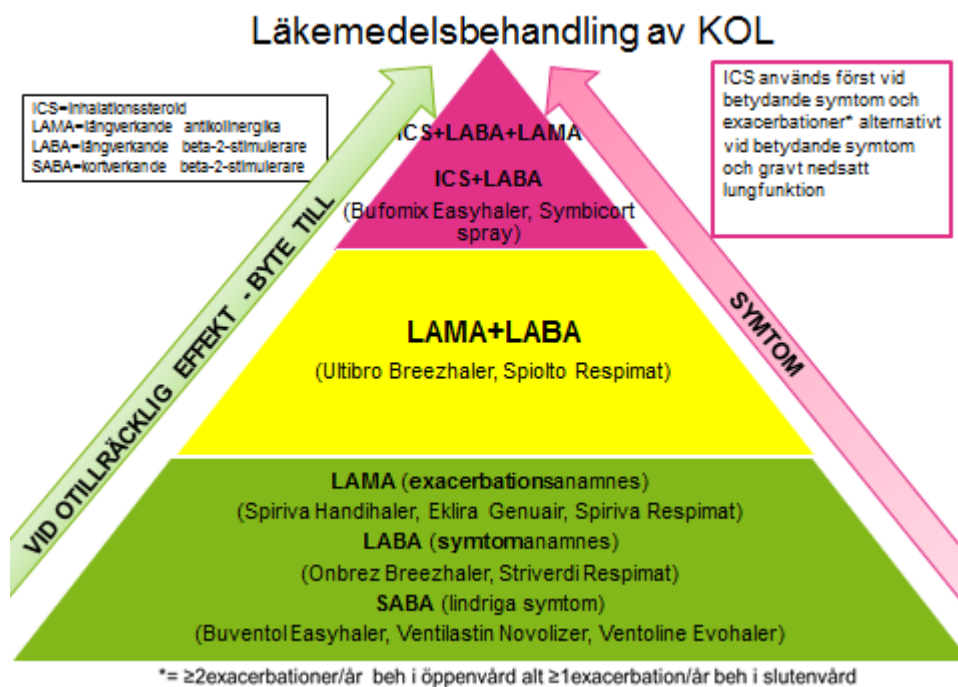 Läkemedelsbehandling av KOL
ICS=inhalationssteroid
LAMA=långverkande antikolinergika
LABA=långverkande beta-2-stimulerare
SABA=kortverkande beta-2-stimulerare
ICS används först vid
betydande symtom och
exacerbationer* alternativt
vid betydande symtom
och gravt nedsatt
lungfunktion
VID OTILLRÄCKLIG EFFEKT - BYTE TILL
SYMTOM
ICS+LABA+LAMA
ICS+LABA
(Bufomix Easyhaler, Symbicort
spray)
LAMA+LABA
(Ultibro Breezhaler, Spiolto Respimat)
LAMA (exacerbationsanamnes)
(Spiriva Handihaler, Eklira Genuair, Spiriva Respimat)
LABA (symtomanamnes)
(Onbrez Breezhaler, Striverdi Respimat)
SABA (lindriga symtom)
(Buventol Easyhaler, Ventilastin Novolizer, Ventoline Evohaler)
*= ≥2exacerbationer/år beh i öppenvård alt ≥1exacerbation/år beh i slutenvård